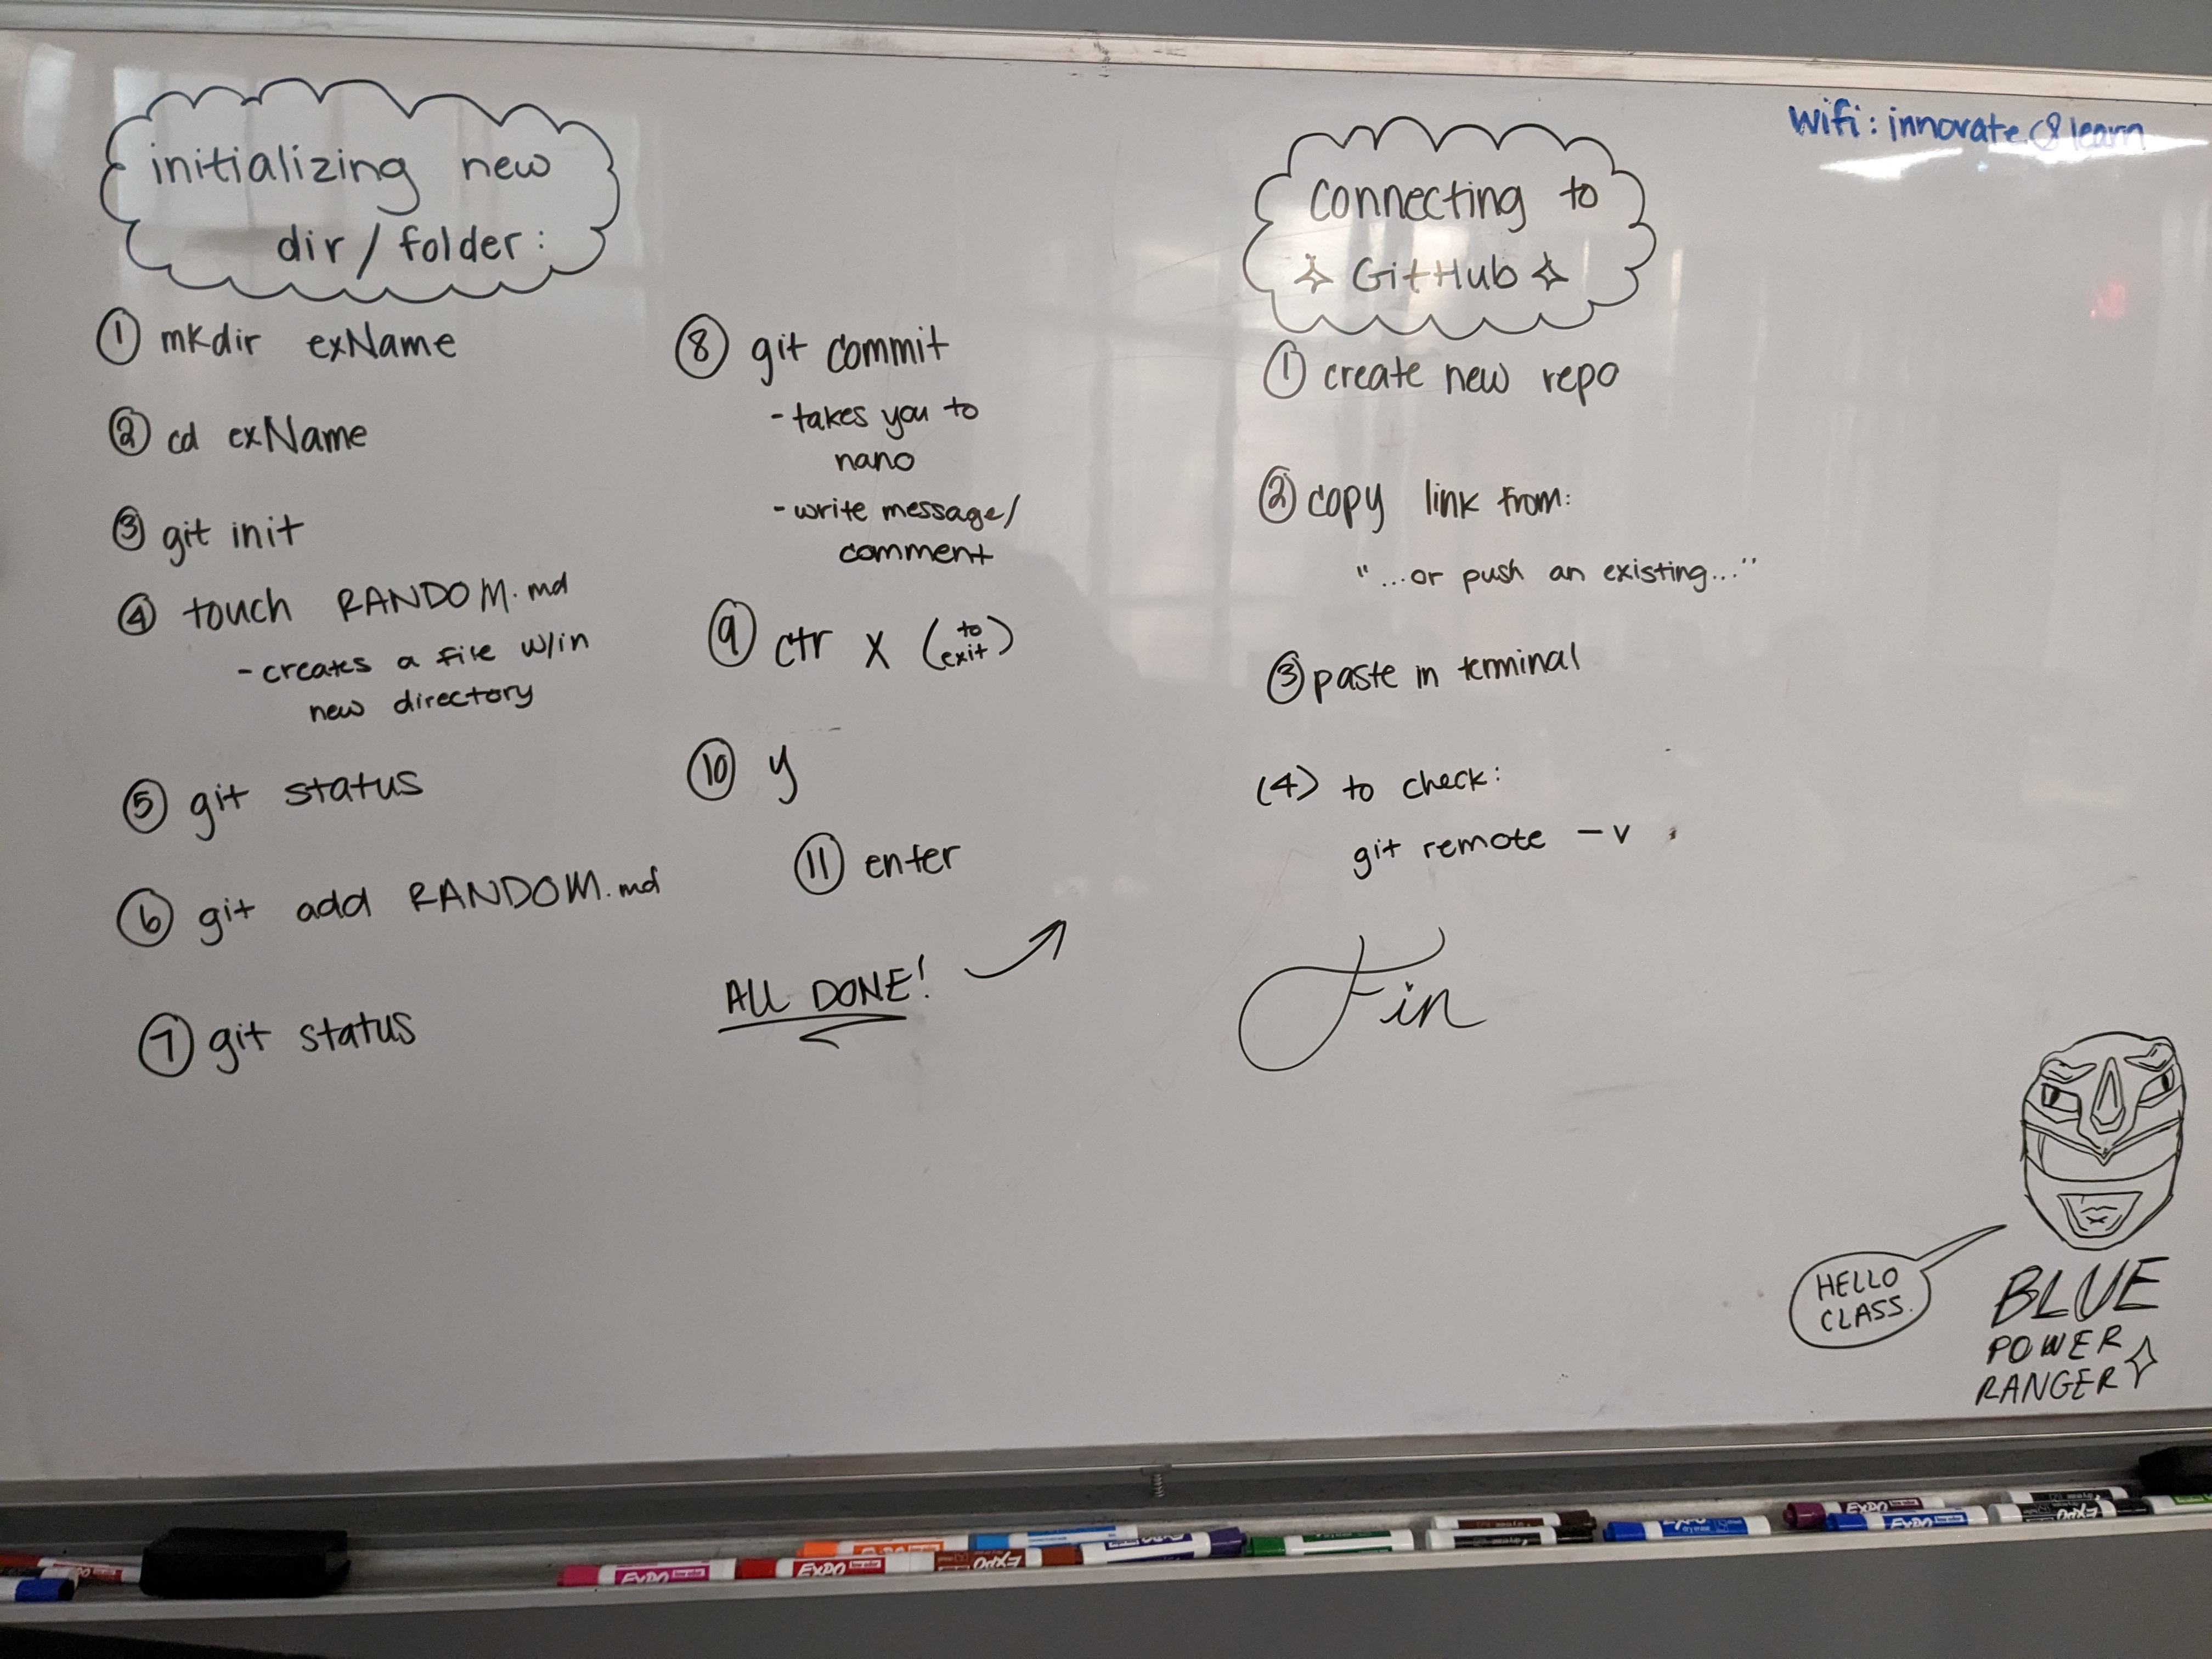 initializing new
dir / folder:
① mkdir exName
② cd exName
③ git init
④ touch RANDOM.md
- creates a file w/in
new directory
⑤ git status
⑥ git add RANDOM.md
⑦ git status
⑧ git commit
- takes you to
nano
- write message/
comment
⑨ ctr X (to
exit)
⑩ y
⑪ enter
ALL DONE!
connecting to
GitHub
① create new repo
② copy link from:
"...or push an existing..."
③ paste in terminal
(4) to check:
git remote -v
Fin
wifi: innovate&learn
HELLO
CLASS.
BLUE
POWER
RANGER
EXPO
EXPO
EXPO
EXPO
EXPO
EXPO
EXPO